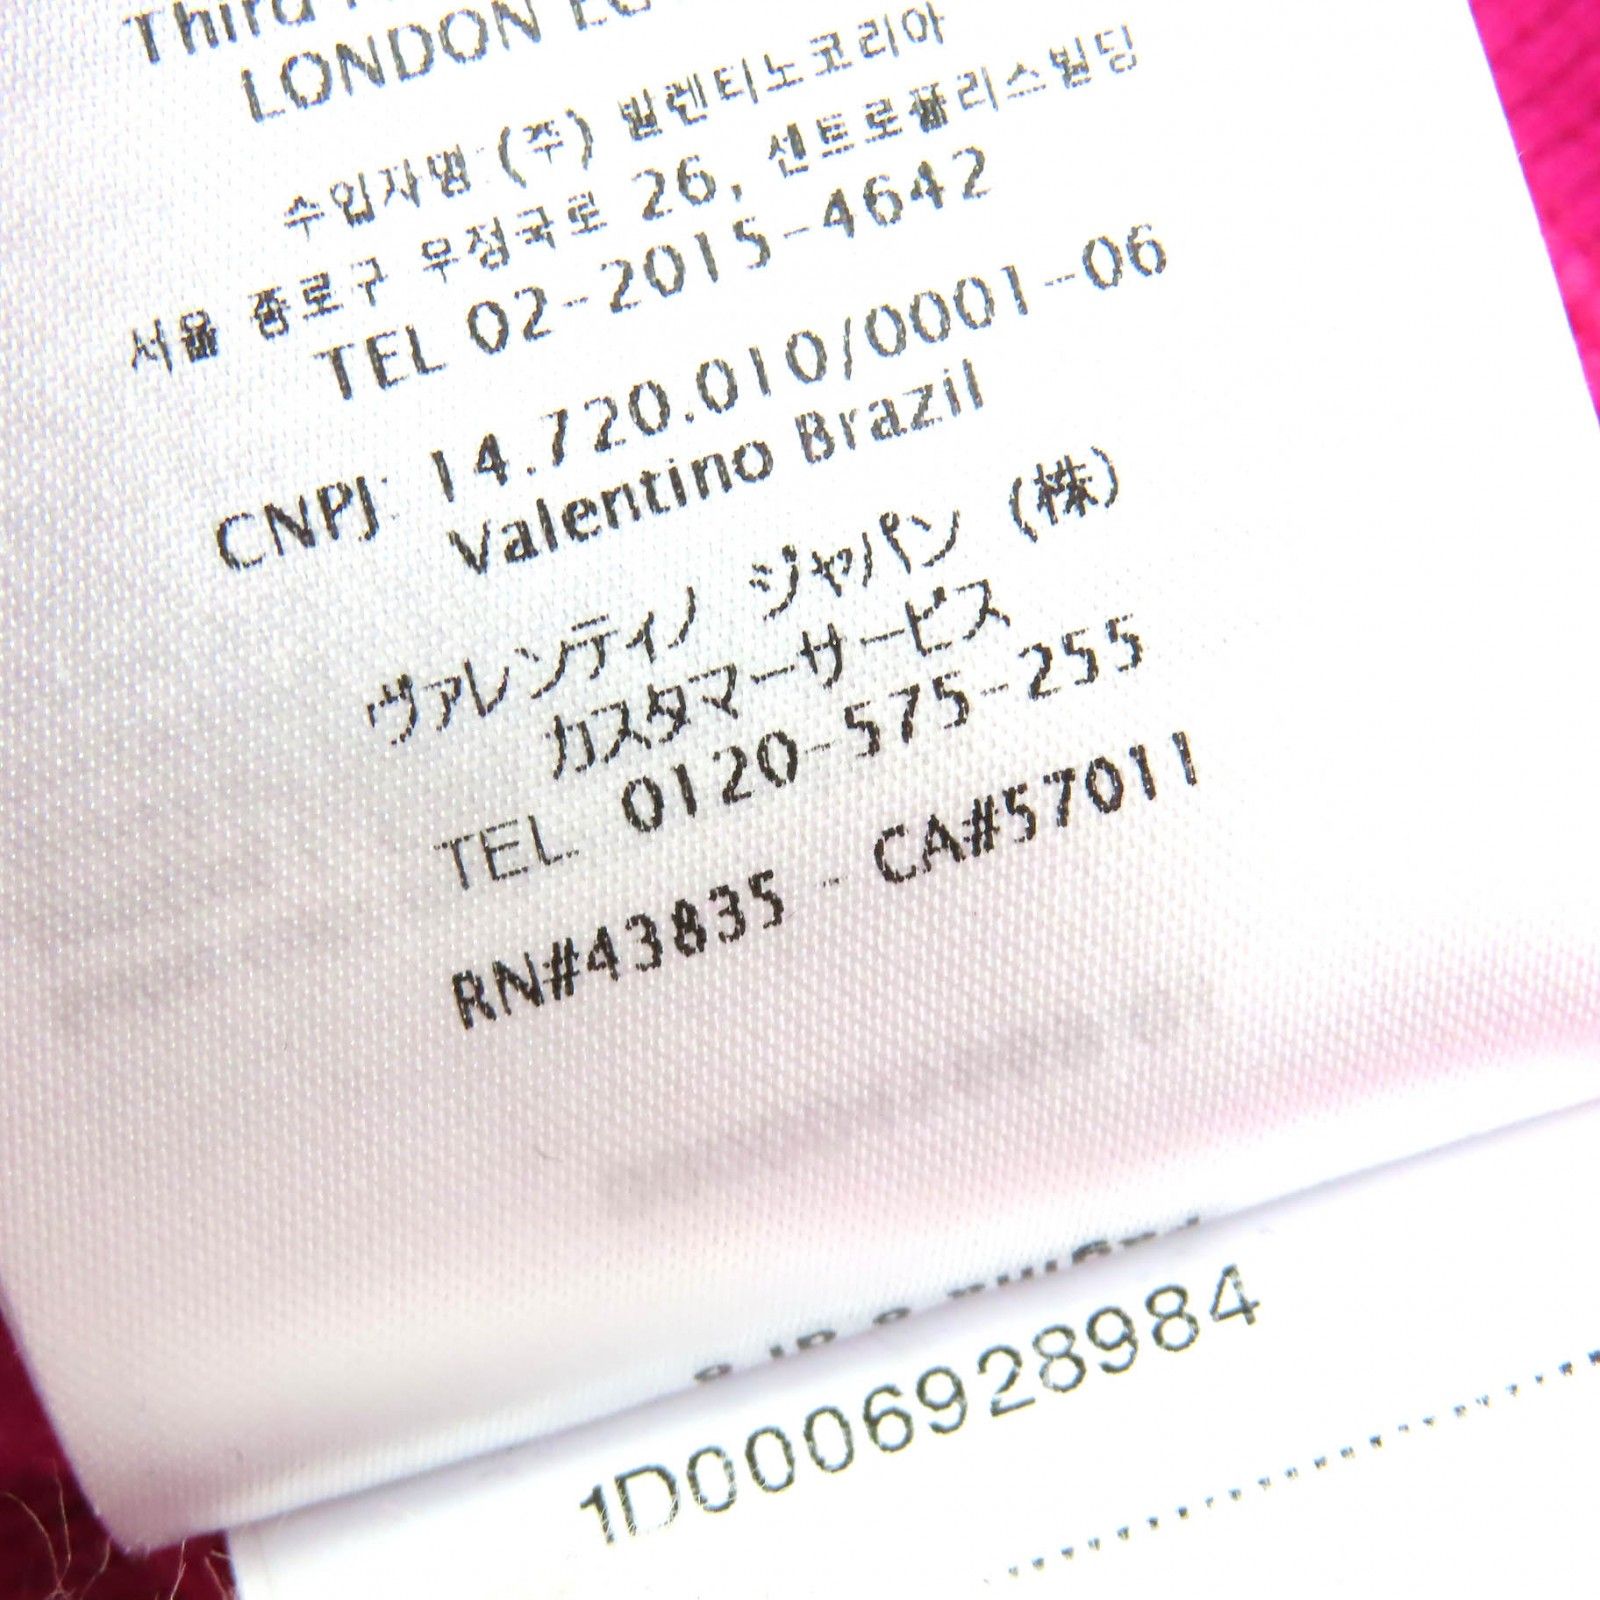 Third
LONDON
수입자명:(주) 발렌티노코리아
서울 종로구 우정국로 26, 센트로폴리스빌딩
TEL 02-2015-4642
CNPJ: 14.720.010/0001-06
Valentino Brazil
ヴァレンティノ ジャパン (株)
カスタマーサービス
TEL. 0120-575-255
RN#43835 - CA#57011
1D0006928984